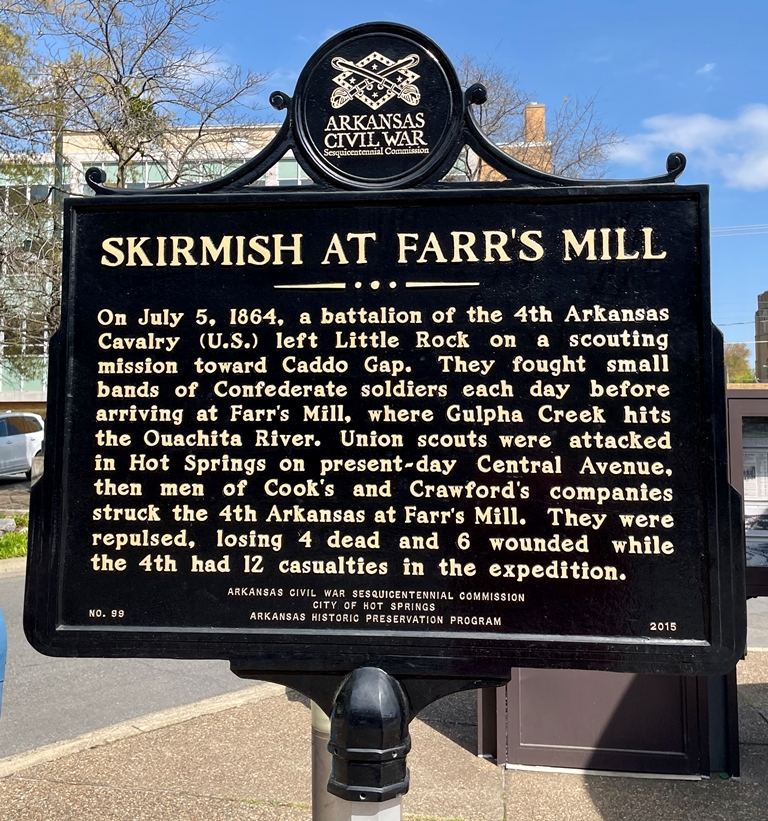 ARKANSAS
CIVIL WAR
Sesquicentennial Commission
SKIRMISH AT FARR'S MILL
On July 5, 1864, a battalion of the 4th Arkansas
Cavalry (U.S.) left Little Rock on a scouting
mission toward Caddo Gap. They fought small
bands of Confederate soldiers each day before
arriving at Farr's Mill, where Gulpha Creek hits
the Ouachita River. Union scouts were attacked
in Hot Springs on present-day Central Avenue,
then men of Cook's and Crawford's companies
struck the 4th Arkansas at Farr's Mill. They were
repulsed, losing 4 dead and 6 wounded while
the 4th had 12 casualties in the expedition.
ARKANSAS CIVIL WAR SESQUICENTENNIAL COMMISSION
CITY OF HOT SPRINGS
ARKANSAS HISTORIC PRESERVATION PROGRAM
NO. 99
2015